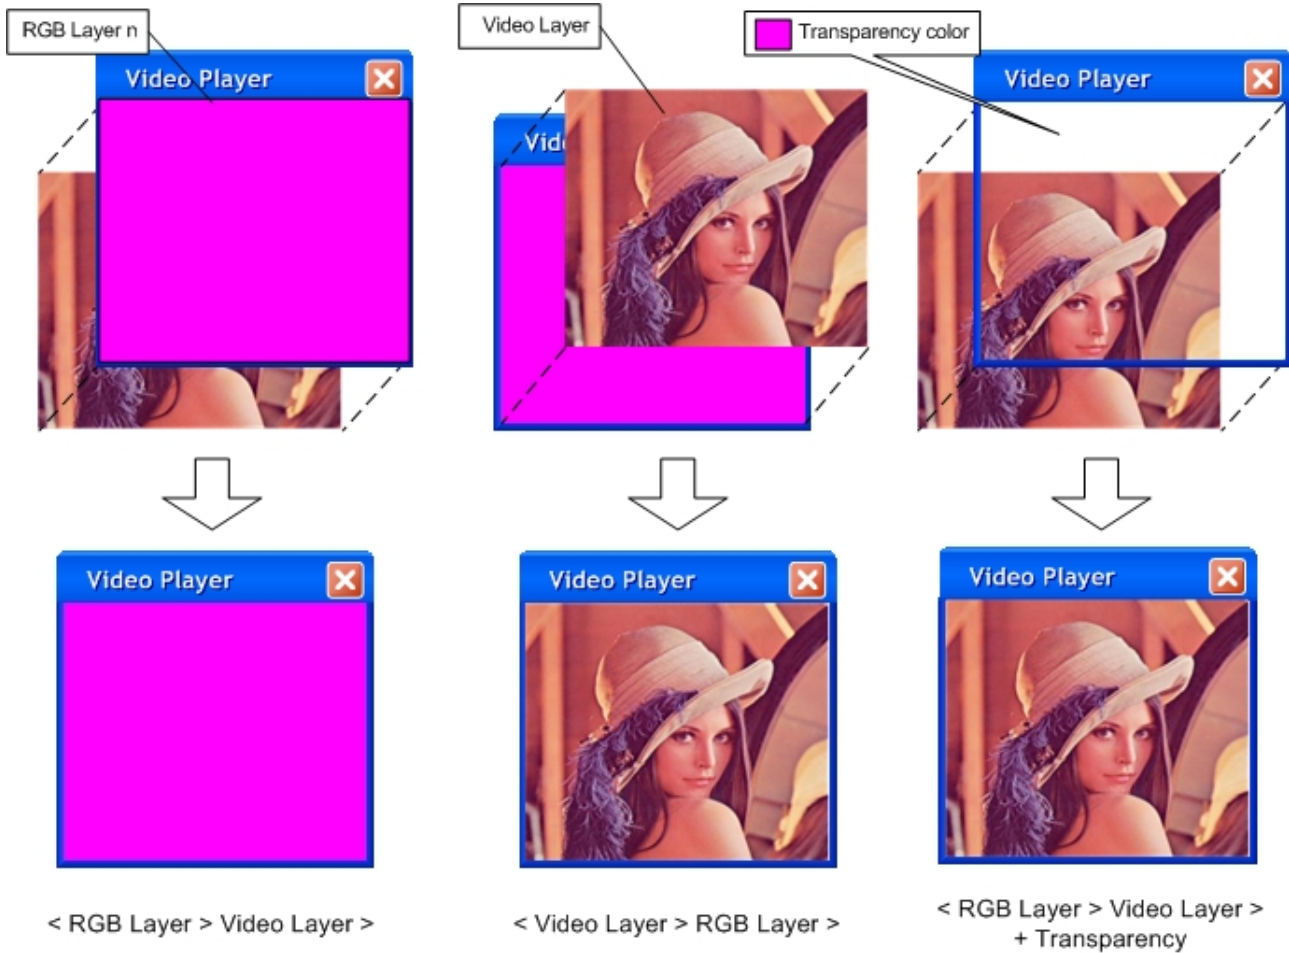 RGB Layer n
Video Player
Video Layer
Vid
Transparency color
Video Player
Video Player
Video Player
Video Player
< RGB Layer > Video Layer >
< Video Layer > RGB Layer >
< RGB Layer > Video Layer >
+ Transparency